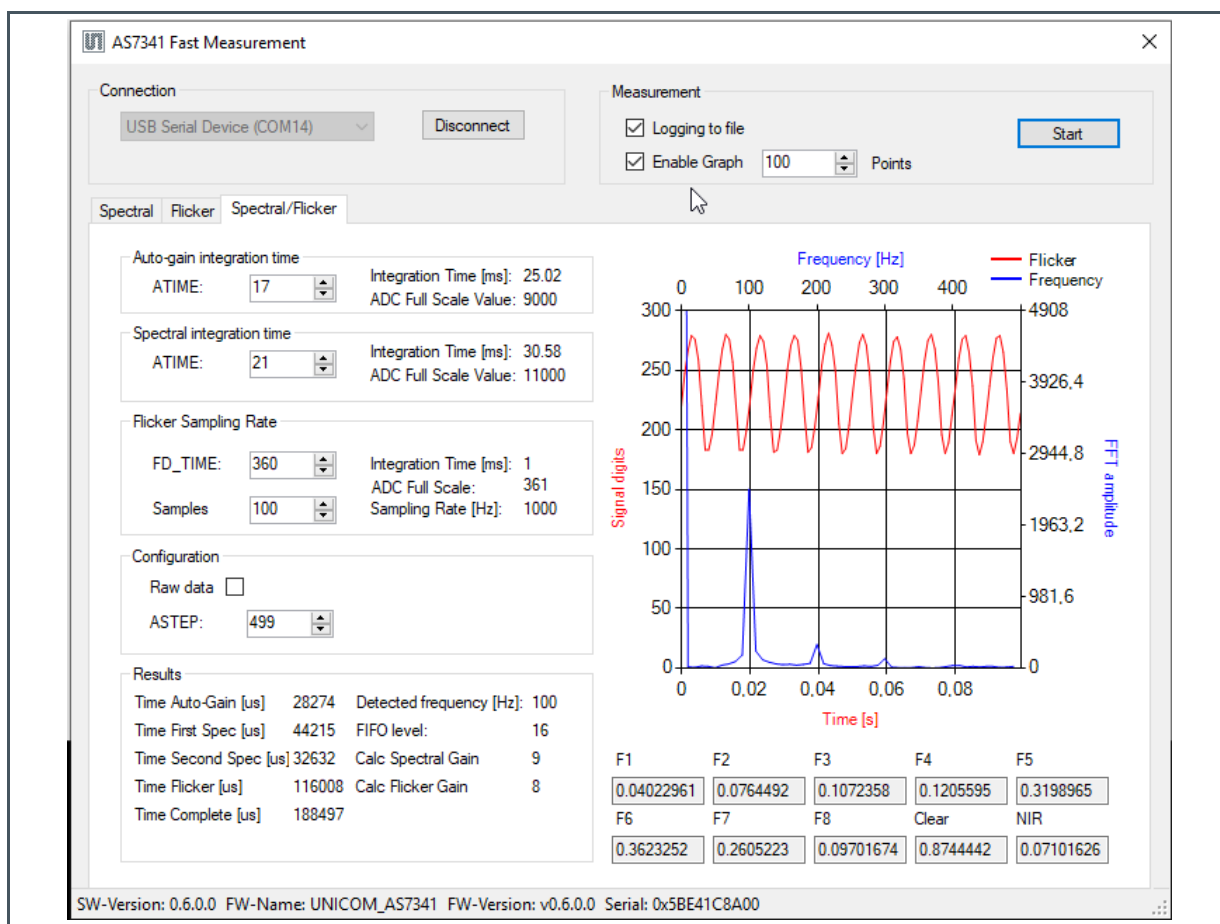 AS7341 Fast Measurement
Connection
USB Serial Device (COM14)
Disconnect
Measurement
Logging to file
Enable Graph 100 Points
Start
Spectral Flicker Spectral/Flicker
Auto-gain integration time
ATIME: 17
Integration Time [ms]: 25.02
ADC Full Scale Value: 9000
Spectral integration time
ATIME: 21
Integration Time [ms]: 30.58
ADC Full Scale Value: 11000
Flicker Sampling Rate
FD_TIME: 360
Integration Time [ms]: 1
ADC Full Scale: 361
Samples 100
Sampling Rate [Hz]: 1000
Configuration
Raw data
ASTEP: 499
Results
Time Auto-Gain [us] 28274 Detected frequency [Hz]: 100
Time First Spec [us] 44215 FIFO level: 16
Time Second Spec [us] 32632 Calc Spectral Gain 9
Time Flicker [us] 116008 Calc Flicker Gain 8
Time Complete [us] 188497
Frequency [Hz]
Flicker
Frequency
0 100 200 300 400
300
250
200
150
100
50
0
Signal digits
4908
3926,4
2944,8
1963,2
981,6
0
FFT amplitude
0 0,02 0,04 0,06 0,08
Time [s]
F1 F2 F3 F4 F5
0.04022961 0.0764492 0.1072358 0.1205595 0.3198965
F6 F7 F8 Clear NIR
0.3623252 0.2605223 0.09701674 0.8744442 0.07101626
SW-Version: 0.6.0.0 FW-Name: UNICOM_AS7341 FW-Version: v0.6.0.0 Serial: 0x5BE41C8A00